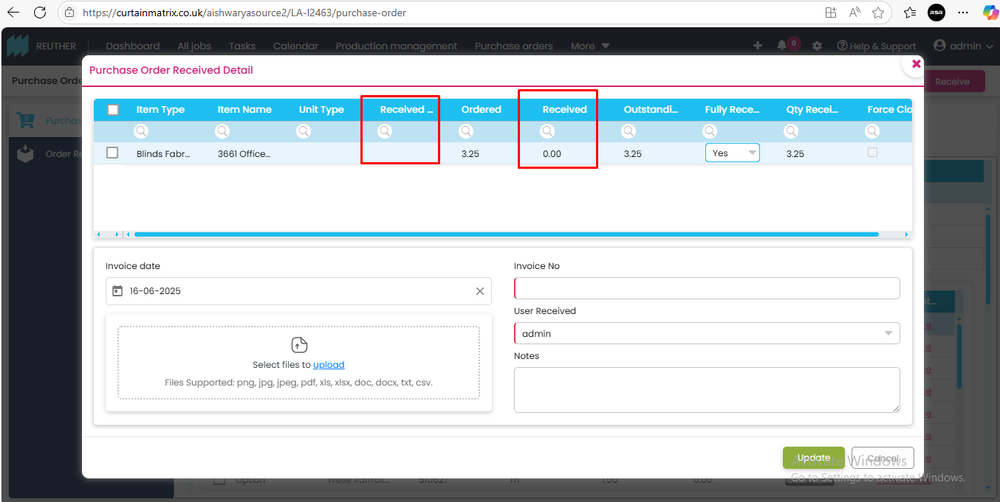 https://curtainmatrix.co.uk/aishwaryasource2/LA-I2463/purchase-order
RSR
REUTHER
Dashboard All jobs Tasks Calendar Production management Purchase orders More
0 Help & Support admin
Purchase Orde
Receive
Purchas
Order Re
Purchase Order Received Detail
Item Type Item Name Unit Type Received ... Ordered Received Outstandi... Fully Rece... Qty Recei... Force Clo
Blinds Fabr... 3661 Office... 3.25 0.00 3.25 Yes 3.25
Invoice date
16-06-2025
Select files to upload
Files Supported: png, jpg, jpeg, pdf, xls, xlsx, doc, docx, txt, csv.
Invoice No
User Received
admin
Notes
Update Cancel
Activate Windows
Go to Settings to activate Windows.
Option 510627 m 1.00 0.00